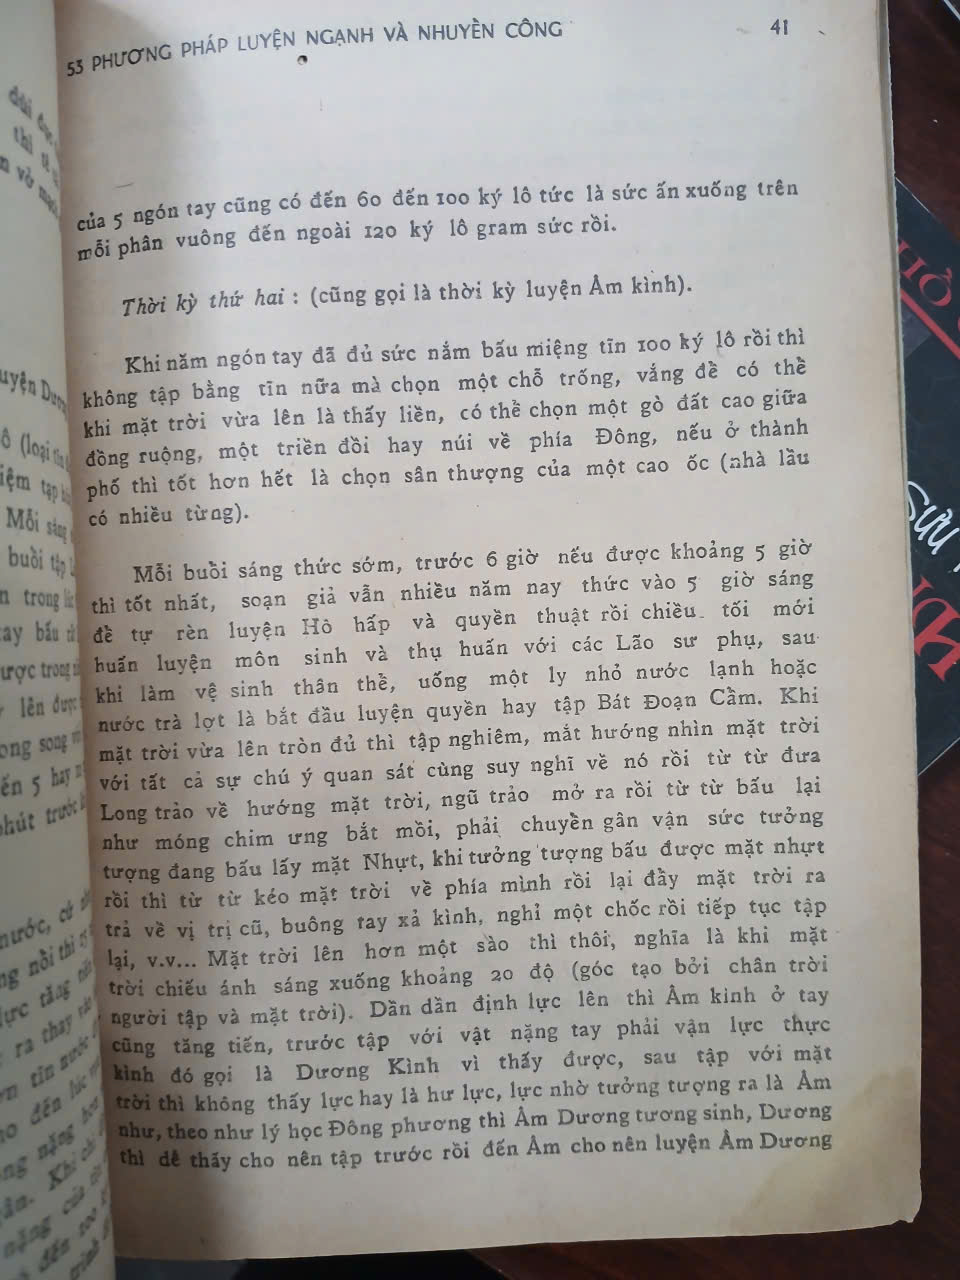 53 PHƯƠNG PHÁP LUYỆN NGẠNH VÀ NHUYỀN CÔNG 41
của 5 ngón tay cũng có đến 60 đến 100 ký lô tức là sức ấn xuống trên
mỗi phân vuông đến ngoài 120 ký lô gram sức rồi.
Thời kỳ thứ hai : (cũng gọi là thời kỳ luyện Âm kình).
Khi năm ngón tay đã đủ sức nắm bấu miệng tĩn 100 ký lô rồi thì
không tập bằng tĩn nữa mà chọn một chỗ trống, vắng đề có thề
khi mặt trời vừa lên là thấy liền, có thề chọn một gò đất cao giữa
đồng ruộng, một triền đồi hay núi về phía Đông, nếu ở thành
phố thì tốt hơn hết là chọn sân thượng của một cao ốc (nhà lầu
có nhiều từng).
Mỗi buồi sáng thức sớm, trước 6 giờ nếu được khoảng 5 giờ
thì tốt nhất, soạn giả vẫn nhiều năm nay thức vào 5 giờ sáng
đề tự rèn luyện Hô hấp và quyền thuật rồi chiều tối mới
huấn luyện môn sinh và thụ huấn với các Lão sư phụ, sau
khi làm vệ sinh thân thề, uống một ly nhỏ nước lạnh hoặc
nước trà lợt là bắt đầu luyện quyền hay tập Bát Đoạn Cầm. Khi
mặt trời vừa lên tròn đủ thì tập nghiêm, mắt hướng nhìn mặt trời
với tất cả sự chú ý quan sát cùng suy nghĩ về nó rồi từ từ đưa
Long trảo về hướng mặt trời, ngũ trảo mở ra rồi từ từ bấu lại
như móng chim ưng bắt mồi, phải chuyền gân vận sức tưởng
tượng đang bấu lấy mặt Nhựt, khi tưởng tượng bấu được mặt nhựt
rồi thì từ từ kéo mặt trời về phía mình rồi lại đầy mặt trời ra
trả về vị trị cũ, buông tay xả kình, nghỉ một chốc rồi tiếp tục tập
lại, v.v... Mặt trời lên hơn một sào thì thôi, nghĩa là khi mặt
trời chiếu ánh sáng xuống khoảng 20 độ (góc tạo bởi chân trời
người tập và mặt trời). Dần dần định lực lên thì Âm kinh ở tay
cũng tăng tiến, trước tập với vật nặng tay phải vận lực thực
kình đó gọi là Dương Kình vì thấy được, sau tập với mặt
trời thì không thấy lực hay là hư lực, lực nhờ tưởng tượng ra là Âm
như, theo như lý học Đông phương thì Âm Dương tương sinh, Dương
thì dê thấy cho nên tập trước rồi đến Âm cho nên luyện Âm Dương